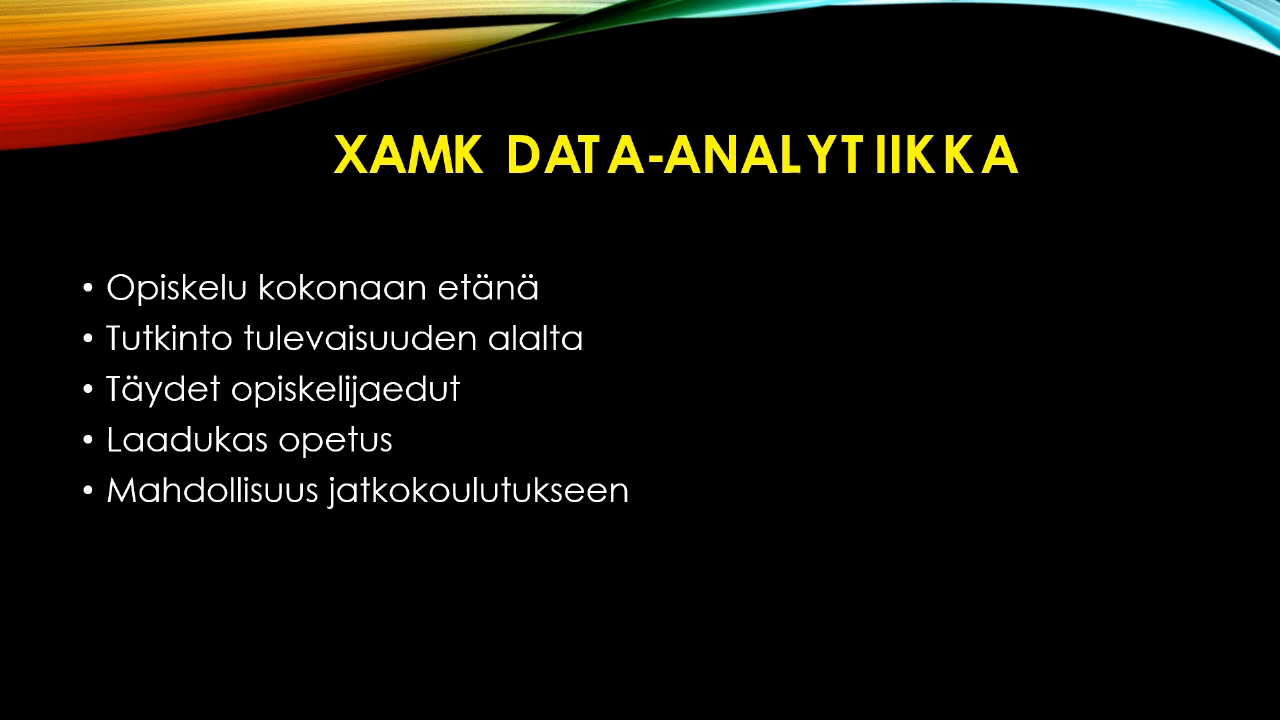 XAMK DATA-ANALYTIIKKA
• Opiskelu kokonaan etänä
• Tutkinto tulevaisuuden alalta
• Täydet opiskelijaedut
• Laadukas opetus
• Mahdollisuus jatkokoulutukseen